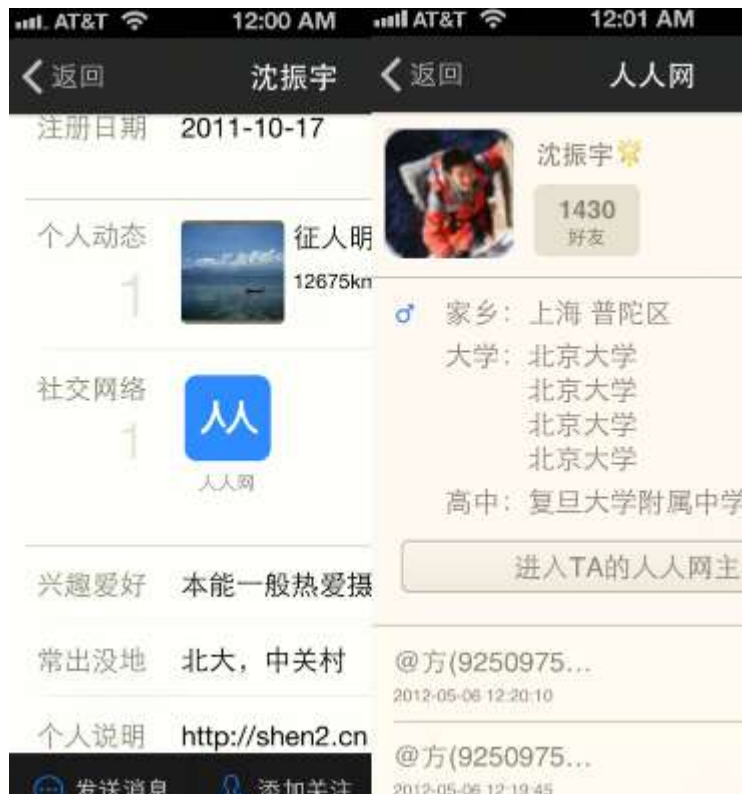 AT&T 12:00 AM
返回 沈振宇
注册日期 2011-10-17
个人动态 征人明
1 12675km
社交网络
1 人人
人人网
兴趣爱好 本能一般热爱摄
常出没地 北大，中关村
个人说明 http://shen2.cn
发送消息 添加关注
AT&T 12:01 AM
返回 人人网
沈振宇
1430
好友
家乡： 上海 普陀区
大学： 北京大学
北京大学
北京大学
北京大学
高中： 复旦大学附属中学
进入TA的人人网主
@方(9250975...
2012-05-06 12:20:10
@方(9250975...
2012-05-06 12:19:45